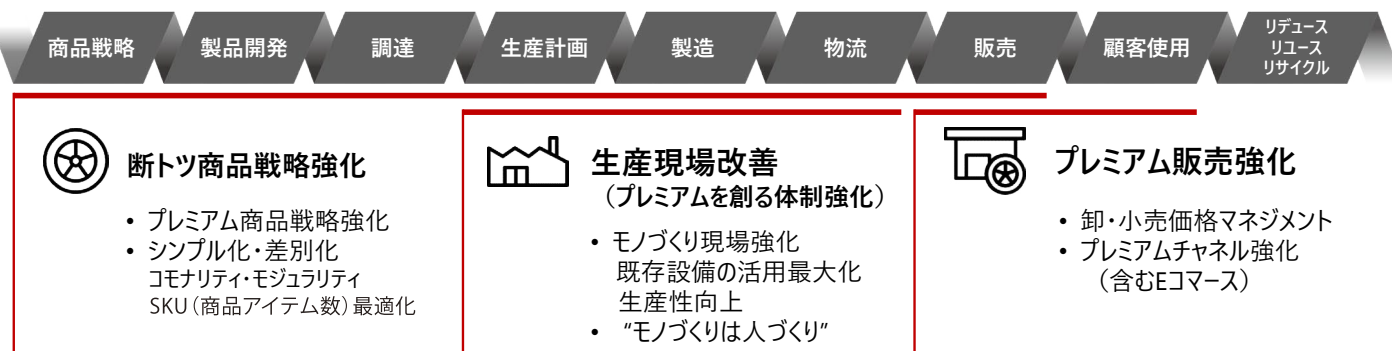 商品戦略
製品開発
調達
生産計画
製造
物流
販売
顧客使用
リデュース
リユース
リサイクル
断トツ商品戦略強化
• プレミアム商品戦略強化
• シンプル化・差別化
コモナリティ・モジュラリティ
SKU（商品アイテム数）最適化
生産現場改善
（プレミアムを創る体制強化）
• モノづくり現場強化
既存設備の活用最大化
生産性向上
• “モノづくりは人づくり”
プレミアム販売強化
• 卸・小売価格マネジメント
• プレミアムチャネル強化
（含むEコマース）